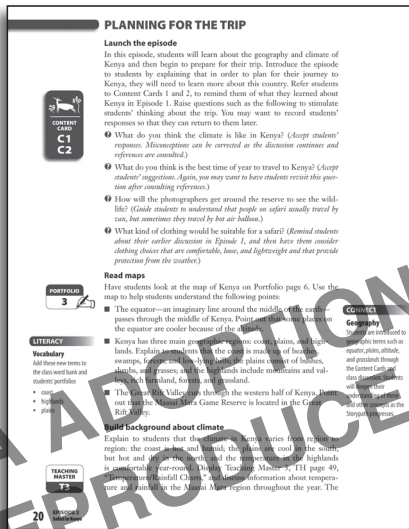 PLANNING FOR THE TRIP
Launch the episode
In this episode, students will learn about the geography and climate of
Kenya and then begin to prepare for their trip. Introduce the episode
to students by explaining that in order to plan for their journey to
Kenya, they will need to learn more about this country. Refer students
to Content Cards 1 and 2, to remind them of what they learned about
Kenya in Episode 1. Raise questions such as the following to stimulate
students' thinking about the trip. You may want to record students'
responses so that they can return to them later.
CONTENT
CARD
C1
C2
What do you think the climate is like in Kenya? (Accept students'
responses. Misconceptions can be corrected as the discussion continues and
references are consulted.)
What do you think is the best time of year to travel to Kenya? (Accept
students' suggestions. Again, you may want to have students revisit this ques-
tion after consulting references.)
How will the photographers get around the reserve to see the wild-
life? (Guide students to understand that people on safari usually travel by
van, but sometimes they travel by hot air balloon.)
What kind of clothing would be suitable for a safari? (Remind students
about their earlier discussion in Episode 1, and then have them consider
clothing choices that are comfortable, loose, and lightweight and that provide
protection from the weather.)
Read maps
PORTFOLIO
3
Have students look at the map of Kenya on Portfolio page 6. Use the
map to help students understand the following points:
■ The equator—an imaginary line around the middle of the earth—
passes through the middle of Kenya. Point out that some places on
the equator are cooler because of the altitude.
■ Kenya has three main geographic regions: coast, plains, and high-
lands. Explain to students that the coast is made up of beaches,
swamps, forests, and low-lying hills; the plains consist of bushes,
shrubs, and grasses; and the highlands include mountains and val-
leys, rich farmland, forests, and grassland.
■ The Great Rift Valley cuts through the western half of Kenya. Point
out that the Maasai Mara Game Reserve is located in the Great
Rift Valley.
LITERACY
Vocabulary
Add these new terms to
the class word bank and
students' portfolios
• coast
• highlands
• plains
CONNECT
Geography
Students are introduced to
geographic terms such as
equator, plains, altitude,
and grasslands through
the Content Cards and
class discussion. Students
will deepen their
understanding of these
and other concepts as the
Storypath progresses.
Build background about climate
Explain to students that the climate in Kenya varies from region to
region: the coast is hot and humid; the plains are cool in the south,
but hot and dry in the north; and the temperature in the highlands
is comfortable year-round. Display Teaching Master 3, TH page 49,
"Temperature/Rainfall Charts," and discuss information about tempera-
ture and rainfall in the Maasai Mara region throughout the year. The
TEACHING
MASTER
T3
20 EPISODE 2
Safari to Kenya